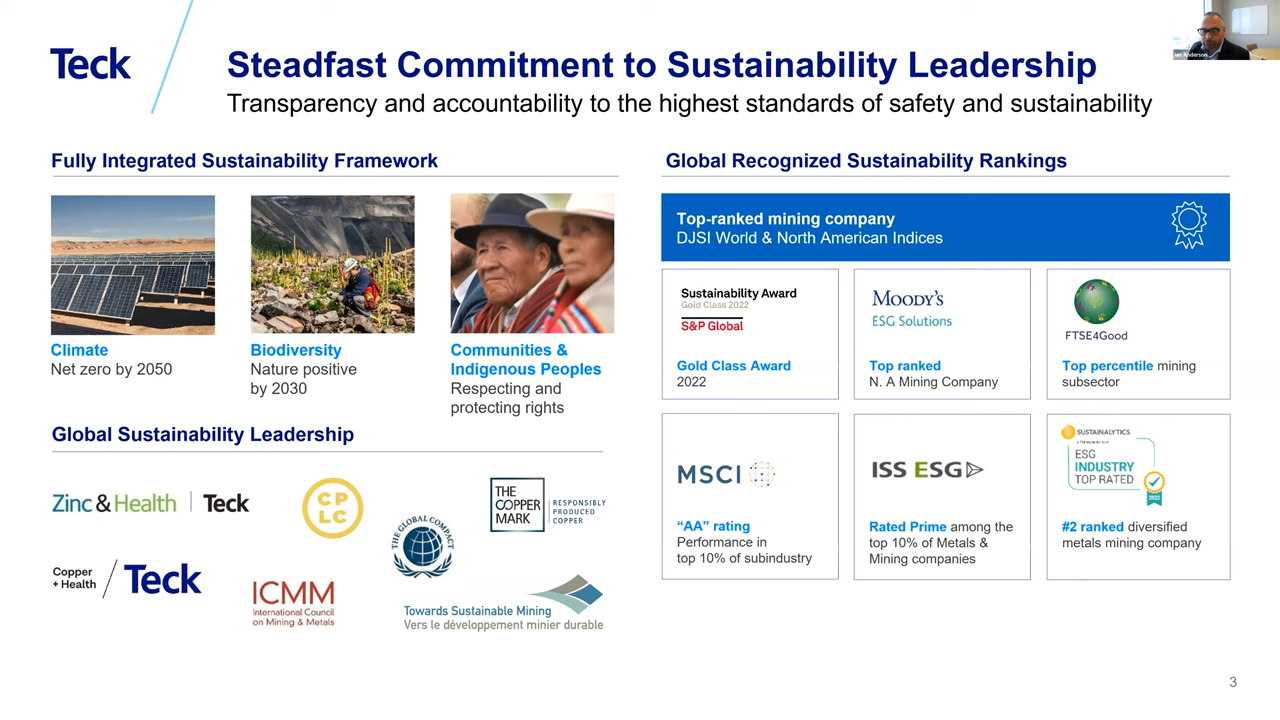 Teck
Steadfast Commitment to Sustainability Leadership
Transparency and accountability to the highest standards of safety and sustainability
Ian Anderson
Fully Integrated Sustainability Framework
Climate
Net zero by 2050
Biodiversity
Nature positive
by 2030
Communities &
Indigenous Peoples
Respecting and
protecting rights
Global Sustainability Leadership
Zinc & Health | Teck
CP
LC
THE GLOBAL COMPACT
THE
COPPER
MARK
RESPONSIBLY
PRODUCED
COPPER
Copper
+ Health
Teck
ICMM
International Council
on Mining & Metals
Towards Sustainable Mining
Vers le développement minier durable
Global Recognized Sustainability Rankings
Top-ranked mining company
DJSI World & North American Indices
Sustainability Award
Gold Class 2022
S&P Global
Gold Class Award
2022
MOODY'S
ESG Solutions
Top ranked
N. A Mining Company
FTSE4Good
Top percentile mining
subsector
MSCI
“AA” rating
Performance in
top 10% of subindustry
ISS ESG
Rated Prime among the
top 10% of Metals &
Mining companies
SUSTAINALYTICS
ESG
INDUSTRY
TOP RATED
2022
#2 ranked diversified
metals mining company
3